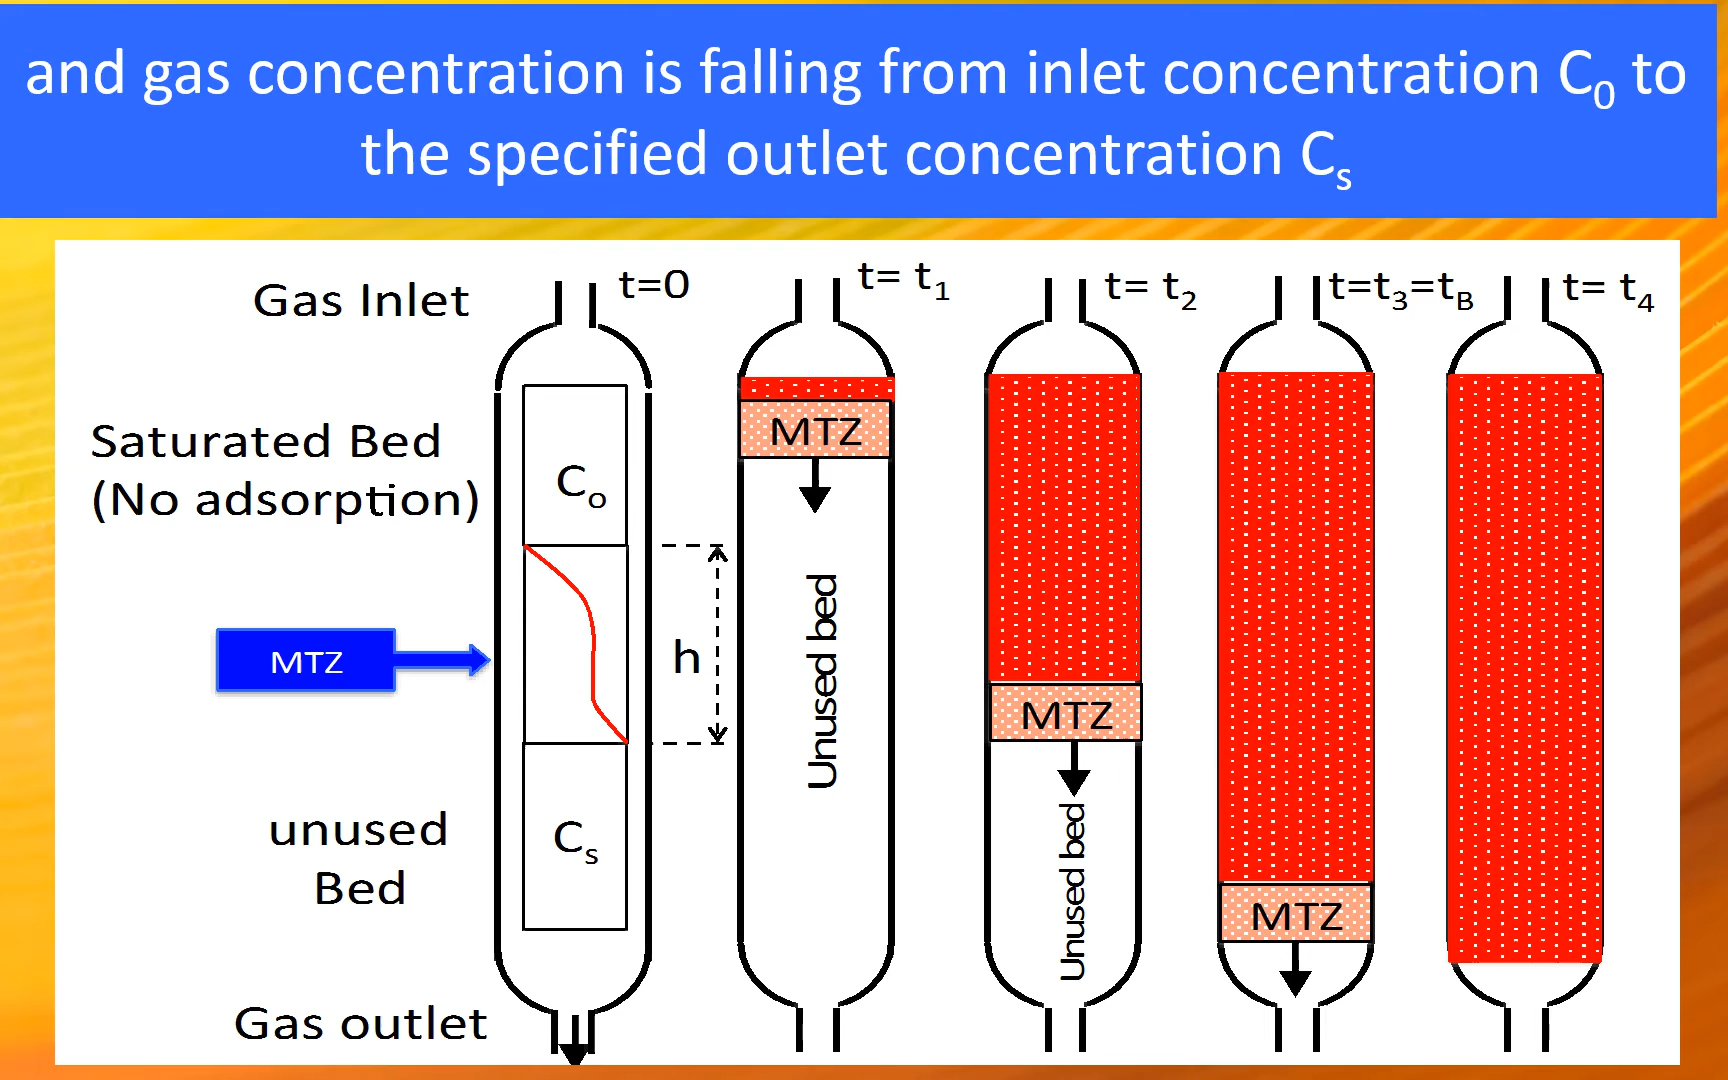 and gas concentration is falling from inlet concentration C₀ to
the specified outlet concentration Cₛ
Gas Inlet
t=0
t= t₁
t= t₂
t=t₃=t_B
t= t₄
Saturated Bed
(No adsorption)
Cₒ
MTZ
h
unused
Bed
Cₛ
Gas outlet
MTZ
Unused bed
MTZ
Unused bed
MTZ